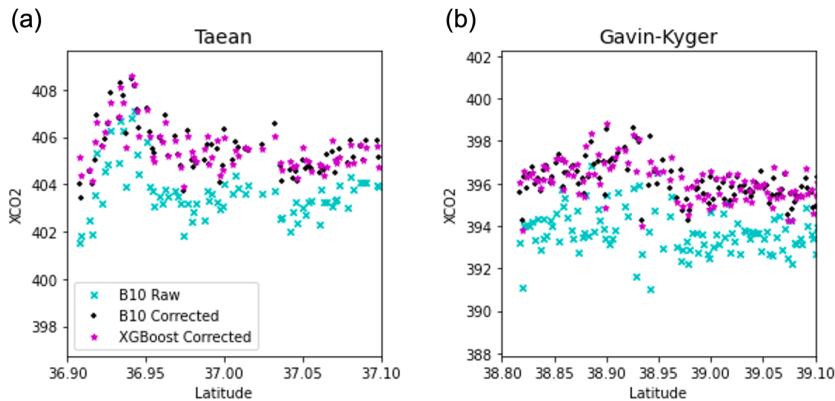 (a)
Taean
XCO2
408
406
404
402
400
398
B10 Raw
B10 Corrected
XGBoost Corrected
36.90
36.95
37.00
37.05
37.10
Latitude
(b)
Gavin-Kyger
XCO2
402
400
398
396
394
392
390
388
38.80
38.85
38.90
38.95
39.00
39.05
39.10
Latitude